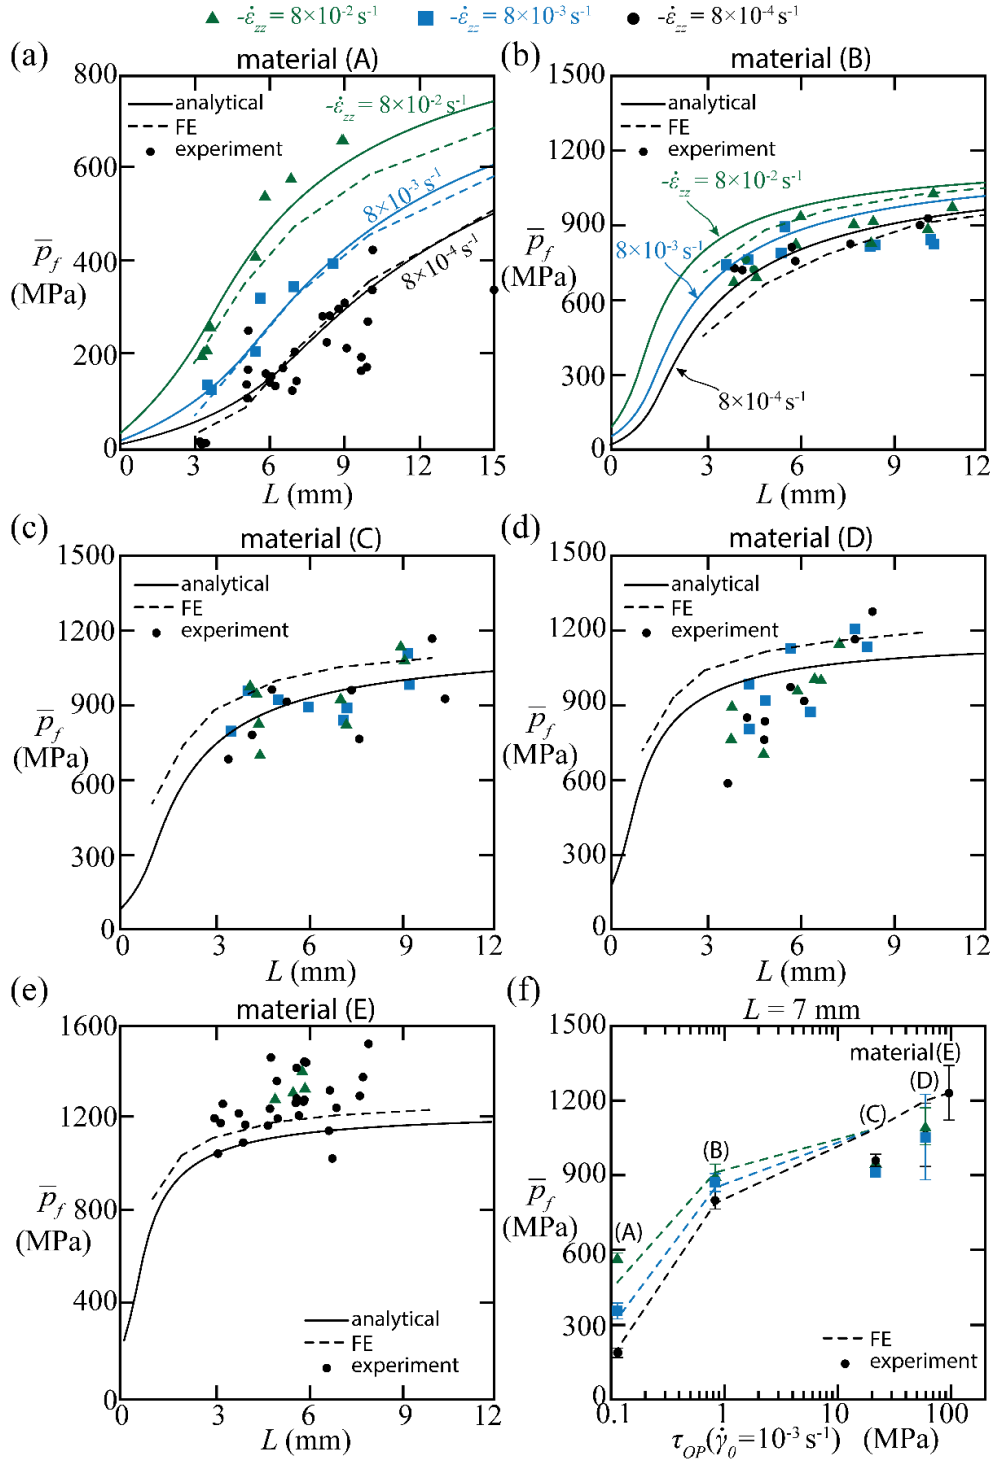 -ε̇zz = 8×10⁻² s⁻¹ -ε̇zz = 8×10⁻³ s⁻¹ -ε̇zz = 8×10⁻⁴ s⁻¹
(a) material (A)
800
600
400
200
0
p̄f
(MPa)
analytical
FE
experiment
-ε̇zz = 8×10⁻² s⁻¹
8×10⁻³ s⁻¹
8×10⁻⁴ s⁻¹
0 3 6 9 12 15
L (mm)
(b) material (B)
1500
1200
900
600
300
0
p̄f
(MPa)
analytical
FE
experiment
-ε̇zz = 8×10⁻² s⁻¹
8×10⁻³ s⁻¹
8×10⁻⁴ s⁻¹
3 6 9 12
L (mm)
(c) material (C)
1500
1200
900
600
300
0
p̄f
(MPa)
analytical
FE
experiment
0 3 6 9 12
L (mm)
(d) material (D)
1500
1200
900
600
300
0
p̄f
(MPa)
analytical
FE
experiment
0 3 6 9 12
L (mm)
(e) material (E)
1600
1200
800
400
0
p̄f
(MPa)
analytical
FE
experiment
0 3 6 9 12
L (mm)
(f) L = 7 mm
1500
1200
900
600
300
0
p̄f
(MPa)
material(E)
(D)
(C)
(B)
(A)
FE
experiment
0.1 1 10 100
τOP(γ̇0=10⁻³ s⁻¹) (MPa)